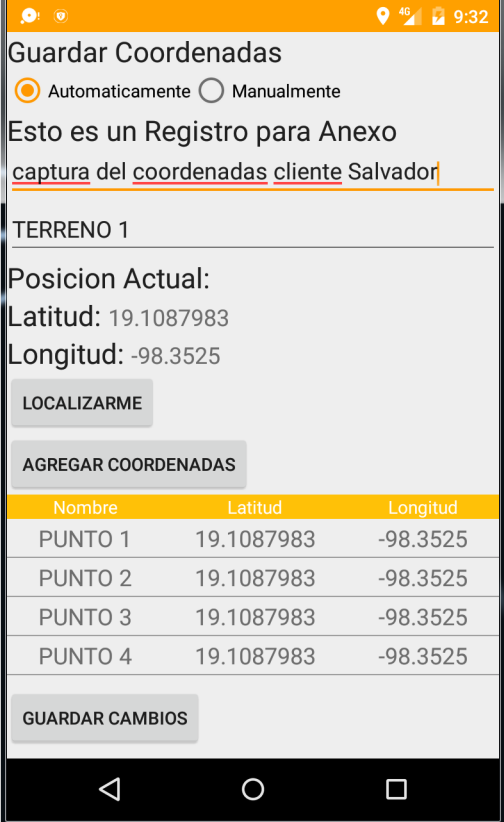 4G 9:32
Guardar Coordenadas
Automaticamente Manualmente
Esto es un Registro para Anexo
captura del coordenadas cliente Salvador
TERRENO 1
Posicion Actual:
Latitud: 19.1087983
Longitud: -98.3525
LOCALIZARME
AGREGAR COORDENADAS
Nombre Latitud Longitud
PUNTO 1 19.1087983 -98.3525
PUNTO 2 19.1087983 -98.3525
PUNTO 3 19.1087983 -98.3525
PUNTO 4 19.1087983 -98.3525
GUARDAR CAMBIOS